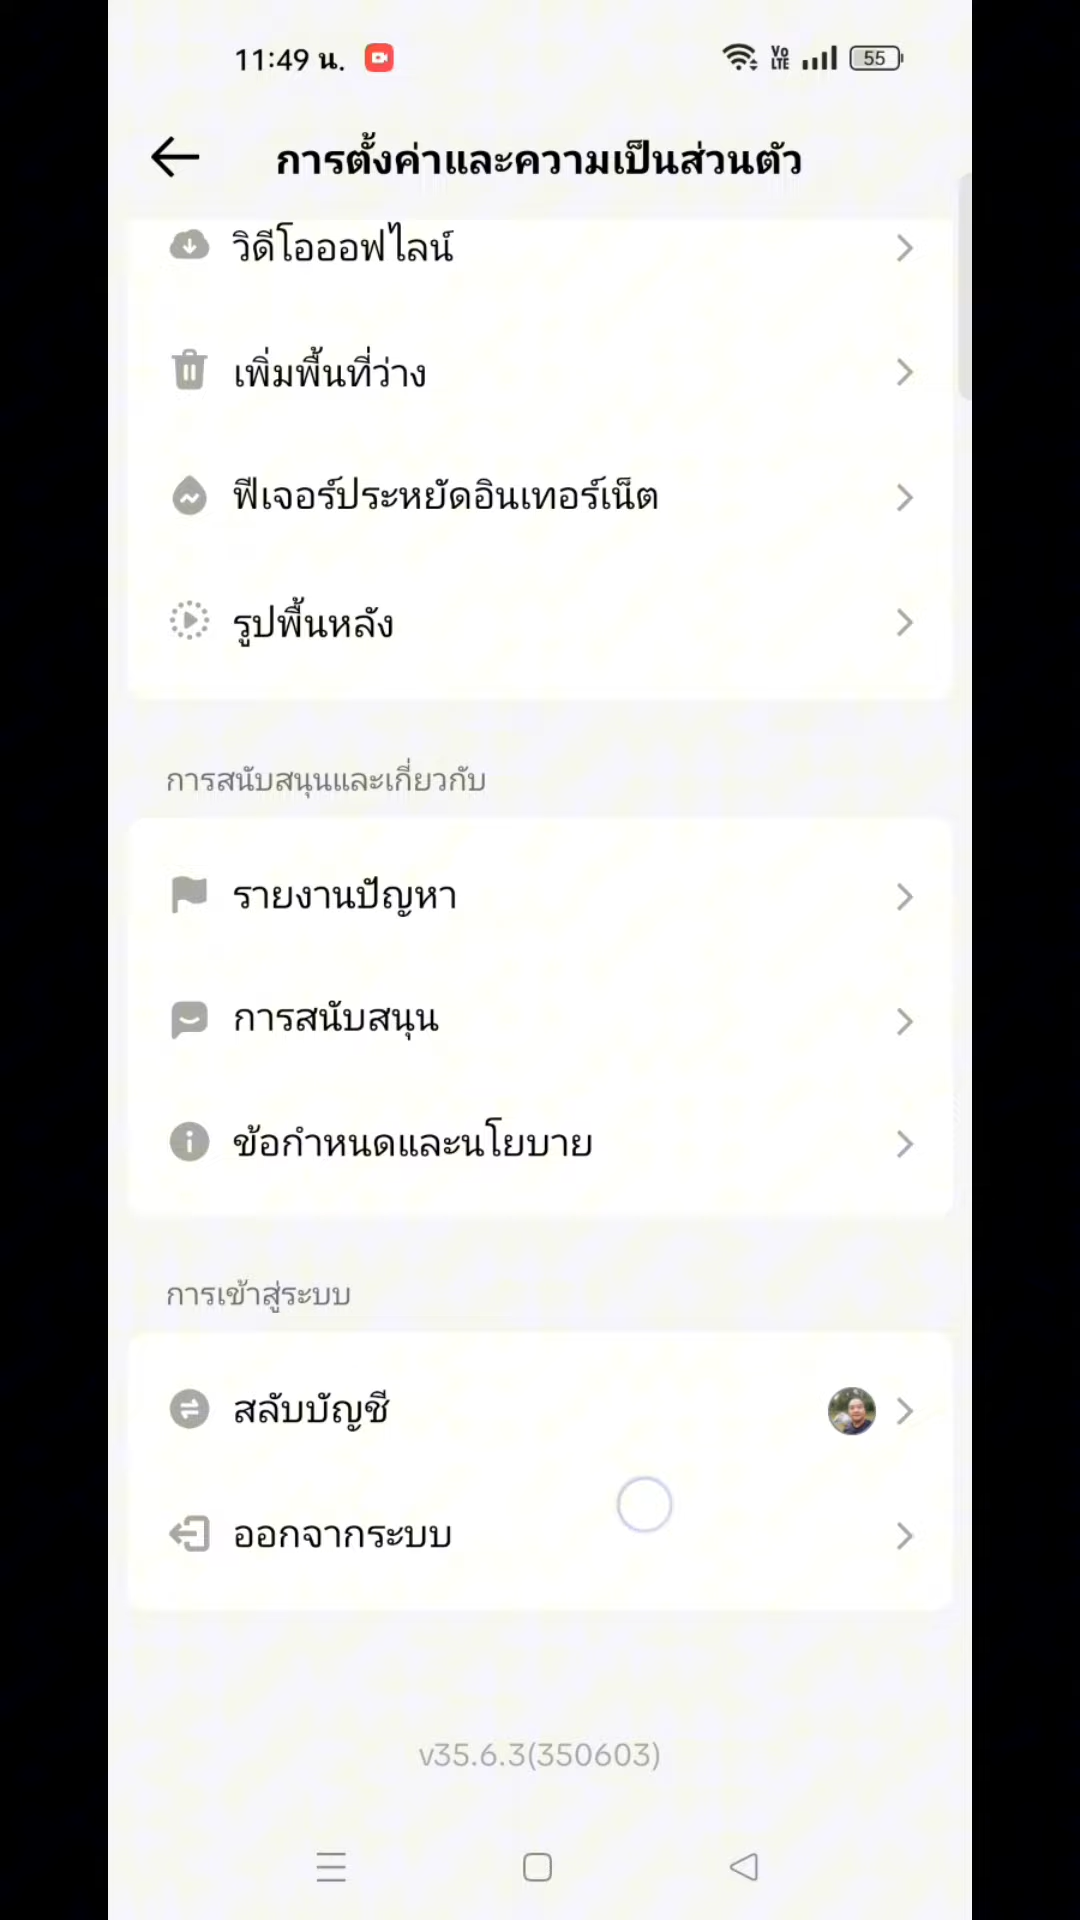 11:49 น.
Vo LTE
55
การตั้งค่าและความเป็นส่วนตัว
วิดีโอออฟไลน์
เพิ่มพื้นที่ว่าง
ฟีเจอร์ประหยัดอินเทอร์เน็ต
รูปพื้นหลัง
การสนับสนุนและเกี่ยวกับ
รายงานปัญหา
การสนับสนุน
ข้อกำหนดและนโยบาย
การเข้าสู่ระบบ
สลับบัญชี
ออกจากระบบ
v35.6.3(350603)